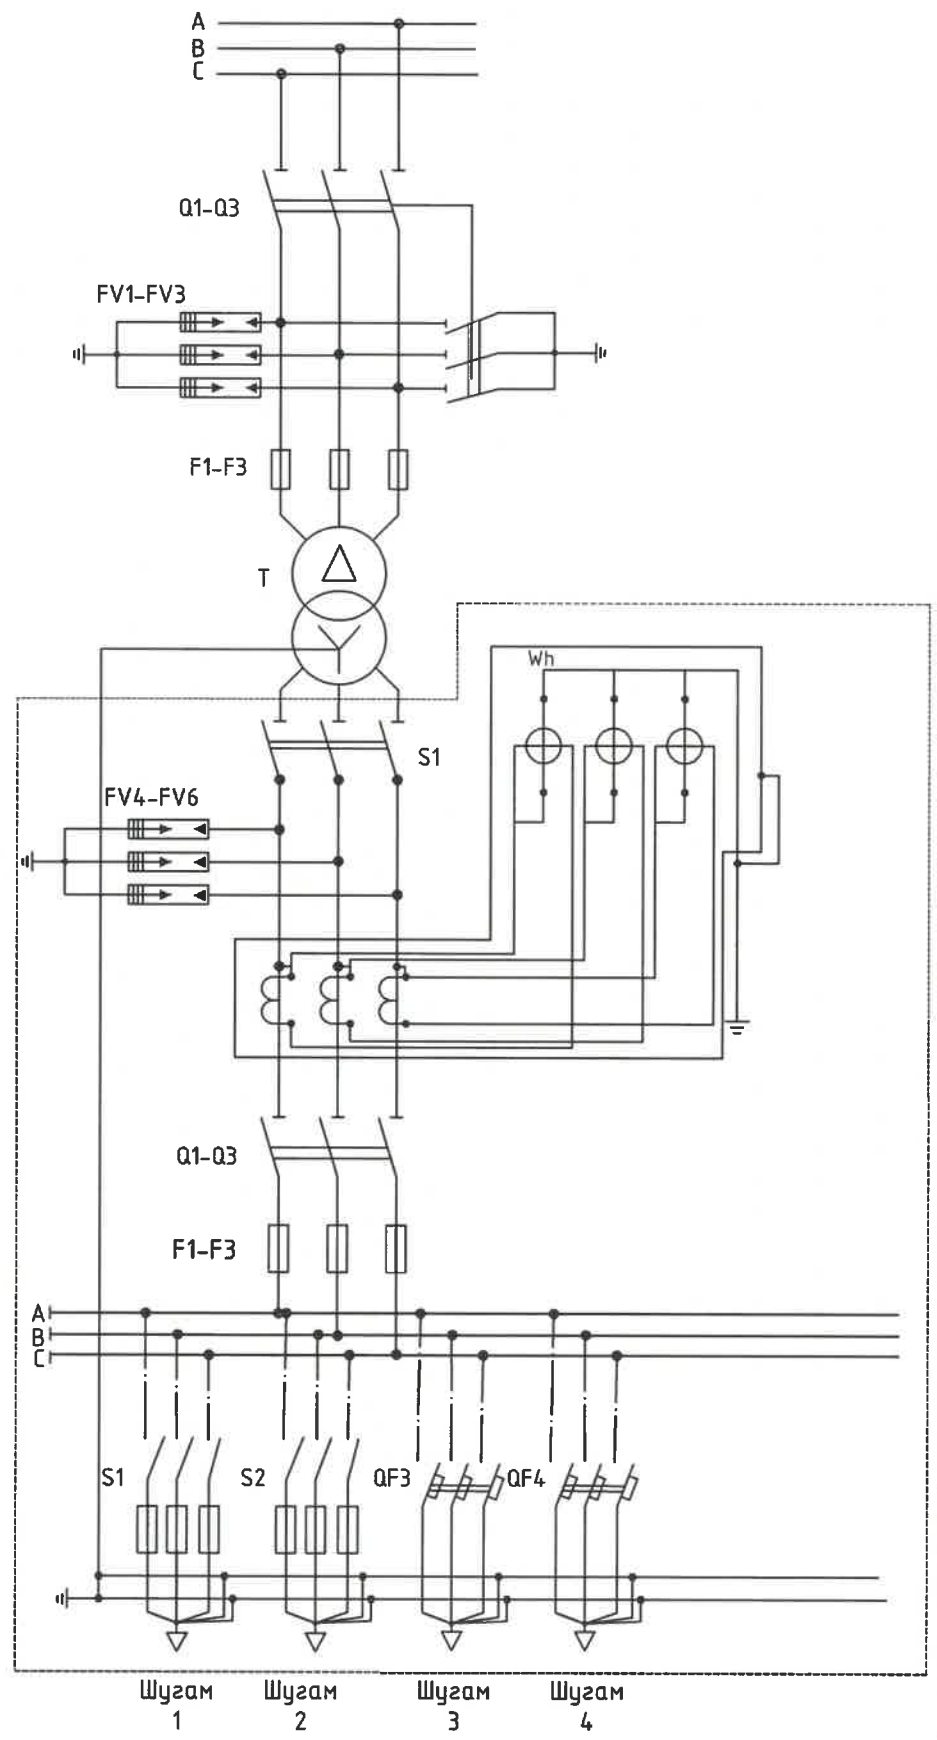 A
B
C
Q1-Q3
FV1-FV3
F1-F3
T
Wh
S1
FV4-FV6
Q1-Q3
F1-F3
A
B
C
S1
S2
QF3
QF4
Шугам
1
Шугам
2
Шугам
3
Шугам
4